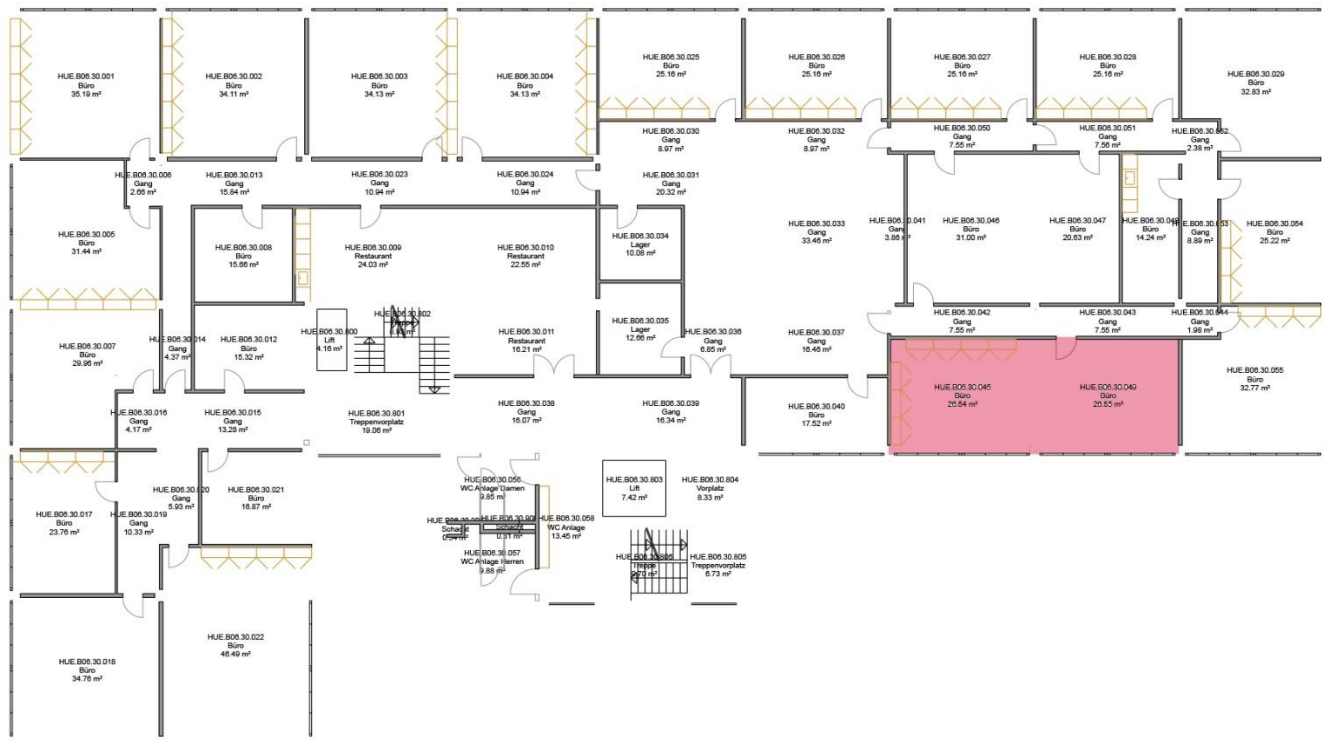 HUE.B06.30.001
Büro
35.19 m²
HUE.B06.30.002
Büro
34.11 m²
HUE.B06.30.003
Büro
34.13 m²
HUE.B06.30.004
Büro
34.13 m²
HUE.B06.30.025
Büro
25.16 m²
HUE.B06.30.026
Büro
25.16 m²
HUE.B06.30.027
Büro
25.16 m²
HUE.B06.30.028
Büro
25.16 m²
HUE.B06.30.029
Büro
32.83 m²
HUE.B06.30.030
Gang
8.97 m²
HUE.B06.30.032
Gang
8.97 m²
HUE.B06.30.050
Gang
7.55 m²
HUE.B06.30.051
Gang
7.56 m²
Gang
2.38 m²
HUE.B06.30.006
Gang
2.66 m²
HUE.B06.30.013
Gang
15.84 m²
HUE.B06.30.023
Gang
10.94 m²
HUE.B06.30.024
Gang
10.94 m²
HUE.B06.30.031
Gang
20.32 m²
HUE.B06.30.005
Büro
31.44 m²
HUE.B06.30.008
Büro
15.66 m²
HUE.B06.30.009
Restaurant
24.03 m²
HUE.B06.30.010
Restaurant
22.55 m²
HUE.B06.30.034
Lager
10.08 m²
HUE.B06.30.033
Gang
33.46 m²
Gang
3.86 m²
HUE.B06.30.046
Büro
31.00 m²
HUE.B06.30.047
Büro
20.63 m²
Büro
14.24 m²
Gang
8.89 m²
HUE.B06.30.054
Büro
25.22 m²
HUE.B06.30.007
Büro
29.96 m²
Gang
4.37 m²
HUE.B06.30.012
Büro
15.32 m²
HUE.B06.30.800
Lift
4.16 m²
HUE.B06.30.802
HUE.B06.30.011
Restaurant
16.21 m²
HUE.B06.30.035
Lager
12.66 m²
HUE.B06.30.036
Gang
6.85 m²
HUE.B06.30.037
Gang
16.46 m²
HUE.B06.30.042
Gang
7.55 m²
HUE.B06.30.043
Gang
7.55 m²
Gang
1.98 m²
HUE.B06.30.016
Gang
4.17 m²
HUE.B06.30.015
Gang
13.28 m²
HUE.B06.30.801
Treppenvorplatz
19.06 m²
HUE.B06.30.038
Gang
16.07 m²
HUE.B06.30.039
Gang
16.34 m²
HUE.B06.30.040
Büro
17.52 m²
HUE.B06.30.045
Büro
26.64 m²
HUE.B06.30.049
Büro
26.65 m²
HUE.B06.30.055
Büro
32.77 m²
HUE.B06.30.017
Büro
23.76 m²
HUE.B06.30.019
Gang
10.33 m²
Gang
5.93 m²
HUE.B06.30.021
Büro
16.87 m²
HUE.B06.30.056
WC Anlage Damen
9.85 m²
HUE.B06.30.058
WC Anlage
13.45 m²
HUE.B06.30.057
WC Anlage Herren
9.88 m²
HUE.B06.30.803
Lift
7.42 m²
HUE.B06.30.804
Vorplatz
8.33 m²
HUE.B06.30.806
Treppe
HUE.B06.30.805
Treppenvorplatz
6.73 m²
HUE.B06.30.018
Büro
34.76 m²
HUE.B06.30.022
Büro
46.49 m²